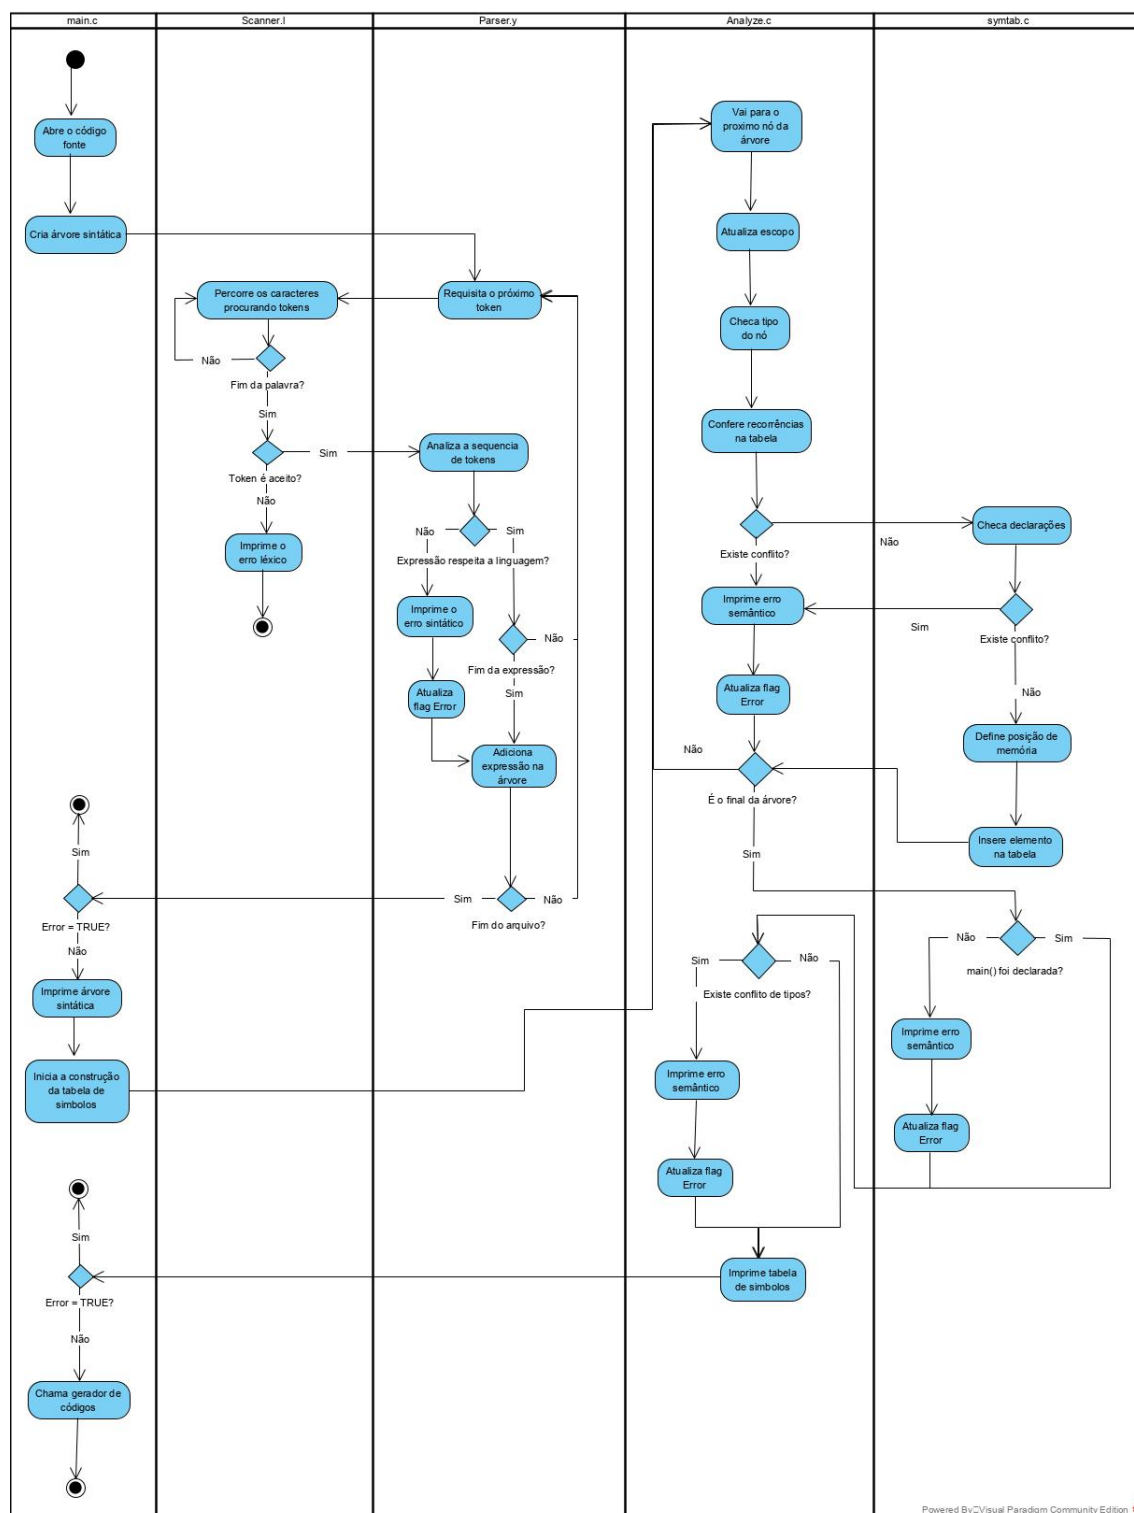 main.c
Scanner.l
Parser.y
Analyze.c
symtab.c
Abre o código
fonte
Cria árvore sintática
Percorre os caracteres
procurando tokens
Não
Fim da palavra?
Sim
Token é aceito?
Sim
Não
Imprime o
erro léxico
Requisita o próximo
token
Analiza a sequencia
de tokens
Não
Sim
Expressão respeita a linguagem?
Imprime o
erro sintático
Atualiza
flag Error
Não
Fim da expressão?
Sim
Adiciona
expressão na
árvore
Sim
Não
Fim do arquivo?
Sim
Error = TRUE?
Não
Imprime árvore
sintática
Inicia a construção
da tabela de
simbolos
Vai para o
proximo nó da
árvore
Atualiza escopo
Checa tipo
do nó
Confere recorrências
na tabela
Existe conflito?
Não
Imprime erro
semântico
Atualiza flag
Error
Não
É o final da árvore?
Sim
Checa declarações
Sim
Existe conflito?
Não
Define posição de
memória
Insere elemento
na tabela
Não
Sim
main() foi declarada?
Imprime erro
semântico
Atualiza flag
Error
Sim
Não
Existe conflito de tipos?
Imprime erro
semântico
Atualiza flag
Error
Imprime tabela
de simbolos
Sim
Error = TRUE?
Não
Chama gerador de
códigos
Powered By Visual Paradigm Community Edition